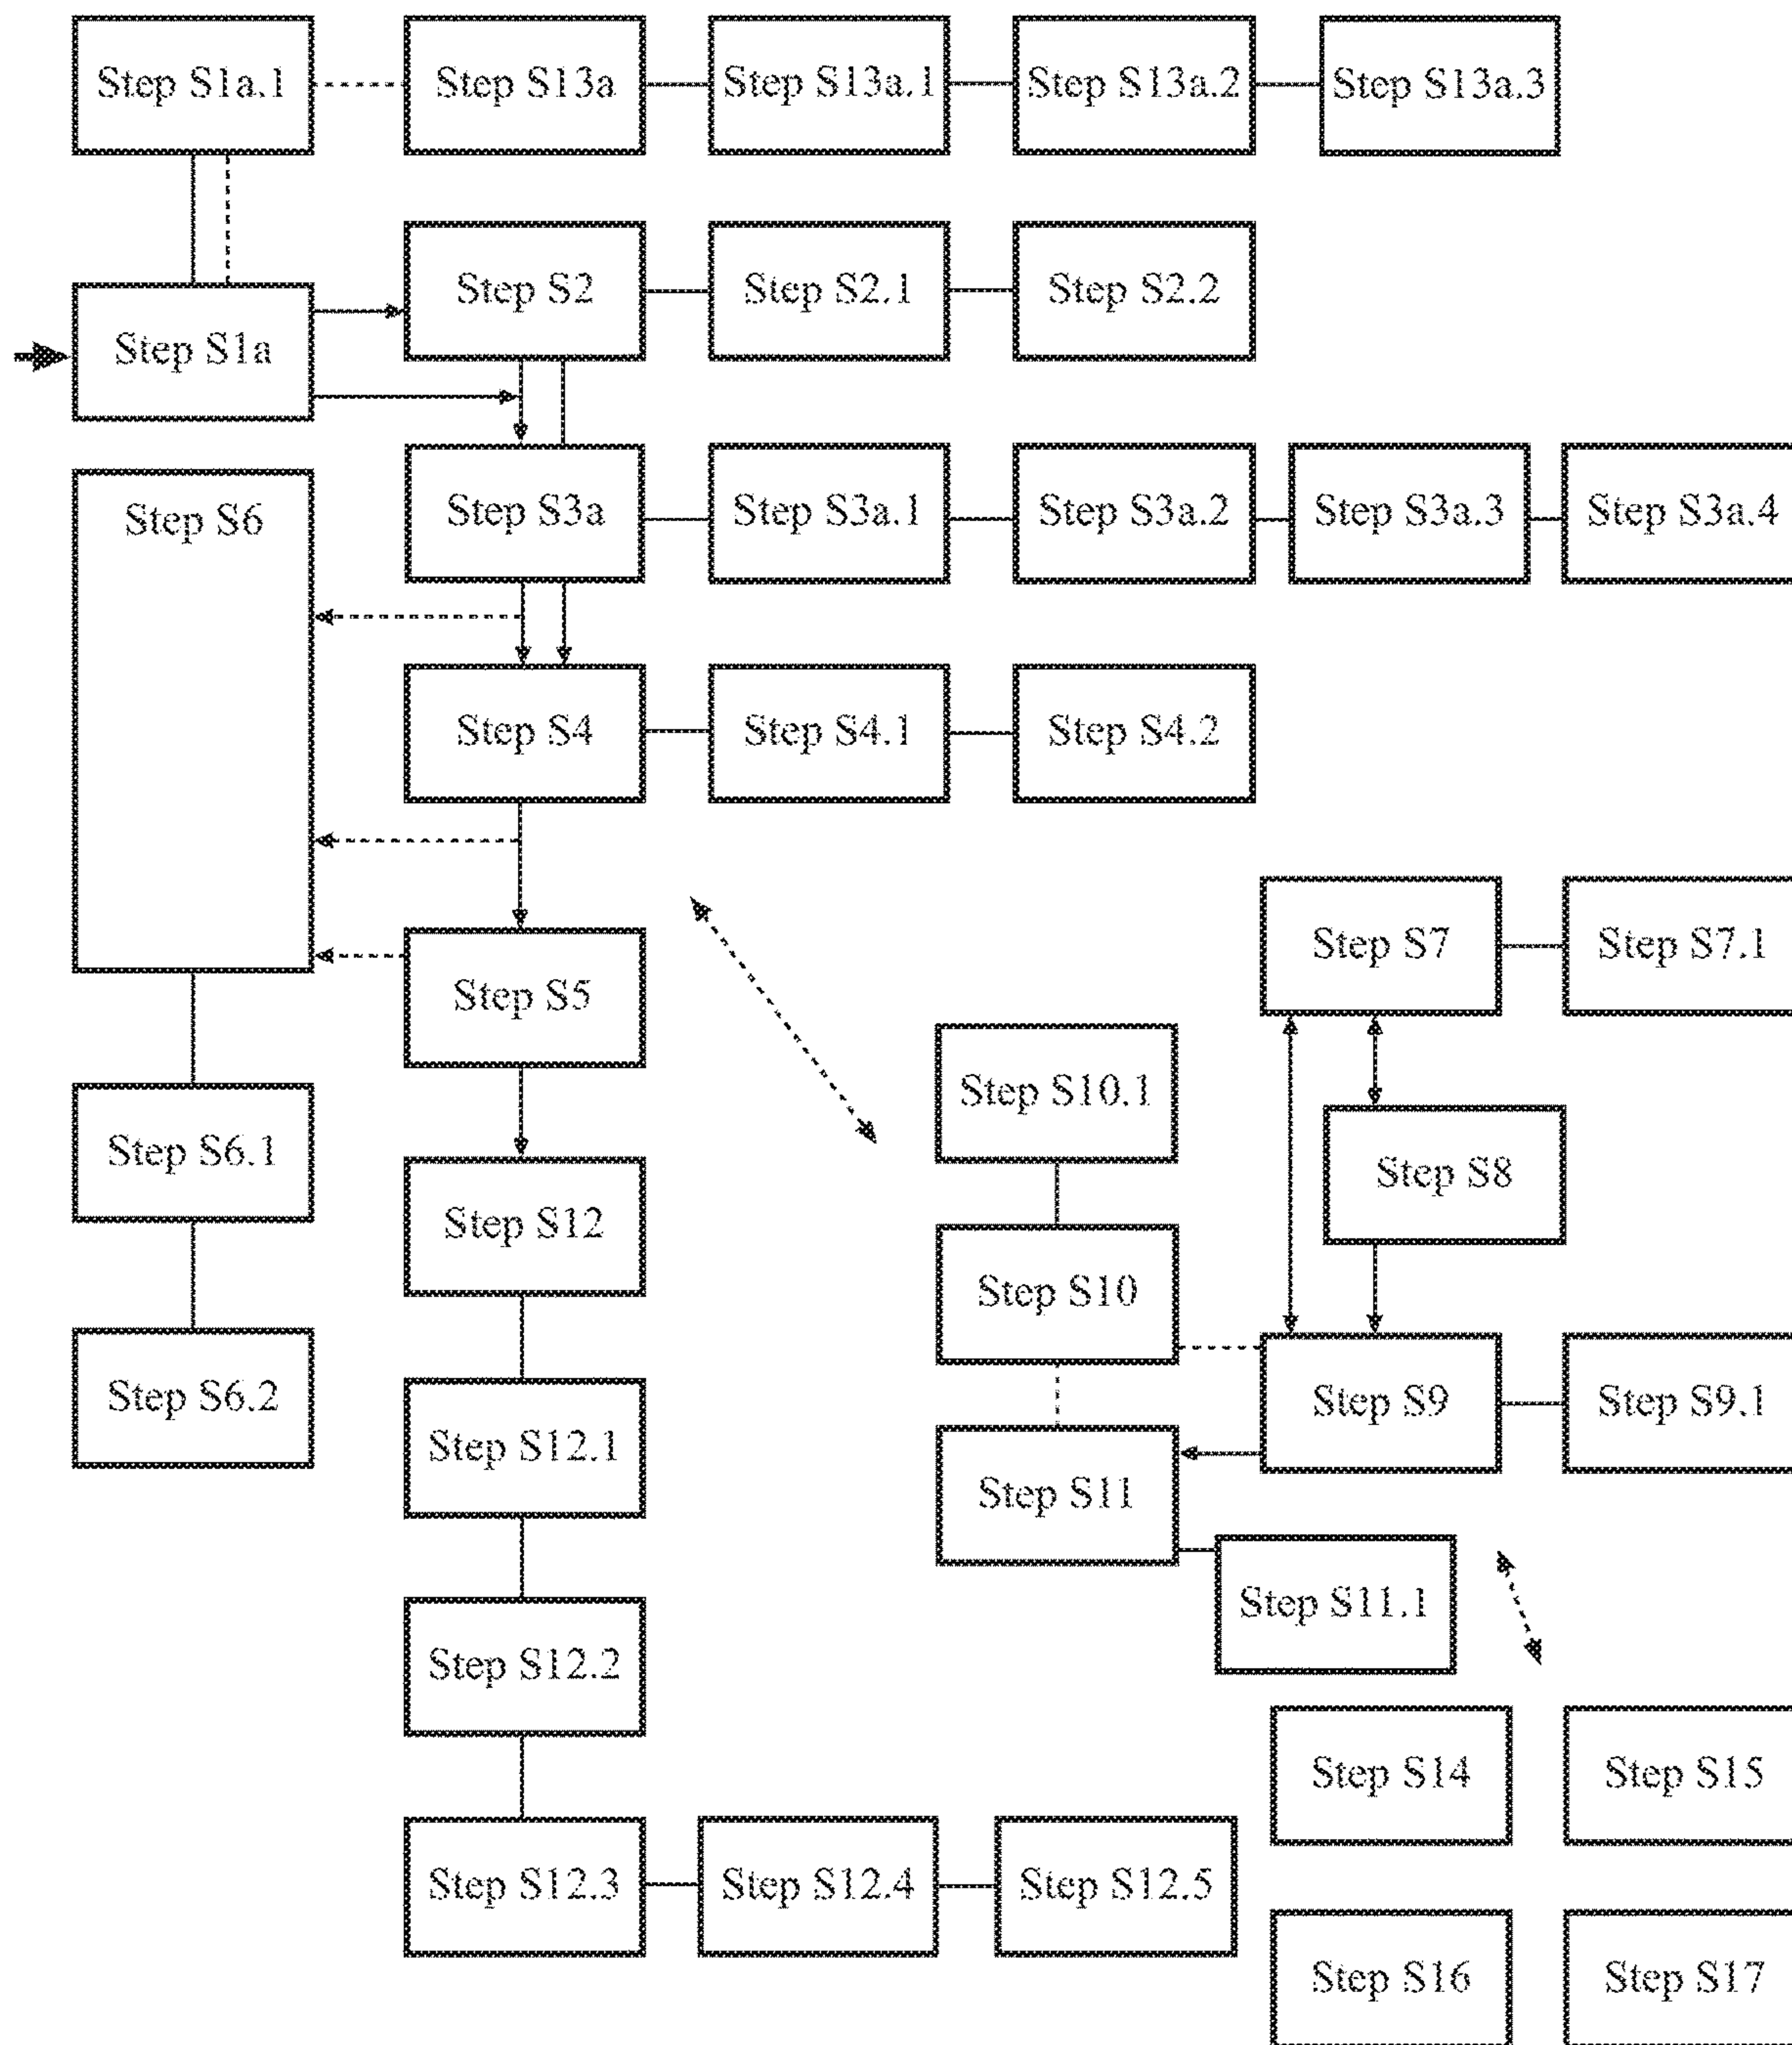 Step S1a.1
Step S13a
Step S13a.1
Step S13a.2
Step S13a.3
Step S2
Step S2.1
Step S2.2
Step S1a
Step S6
Step S3a
Step S3a.1
Step S3a.2
Step S3a.3
Step S3a.4
Step S4
Step S4.1
Step S4.2
Step S7
Step S7.1
Step S5
Step S10.1
Step S6.1
Step S8
Step S12
Step S10
Step S6.2
Step S9
Step S9.1
Step S12.1
Step S11
Step S11.1
Step S12.2
Step S14
Step S15
Step S12.3
Step S12.4
Step S12.5
Step S16
Step S17